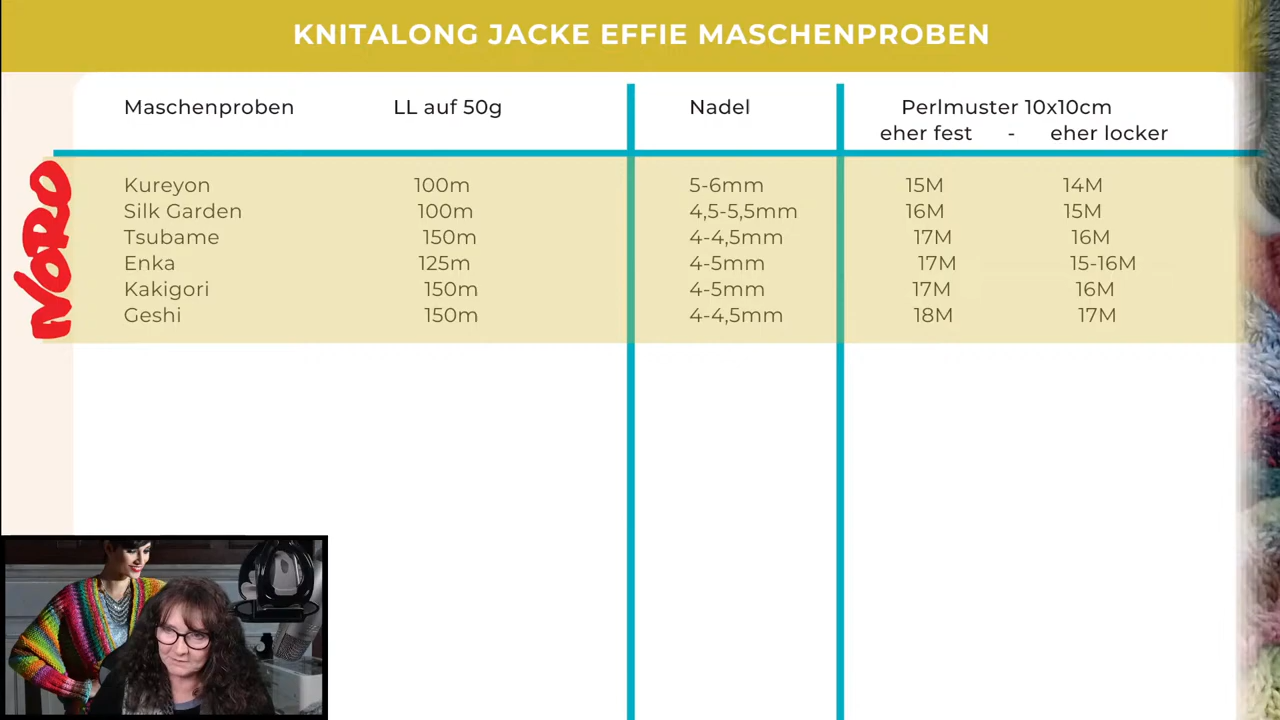 KNITALONG JACKE EFFIE MASCHENPROBEN
Maschenproben LL auf 50g Nadel Perlmuster 10x10cm
eher fest - eher locker
NORO
Kureyon 100m 5-6mm 15M 14M
Silk Garden 100m 4,5-5,5mm 16M 15M
Tsubame 150m 4-4,5mm 17M 16M
Enka 125m 4-5mm 17M 15-16M
Kakigori 150m 4-5mm 17M 16M
Geshi 150m 4-4,5mm 18M 17M